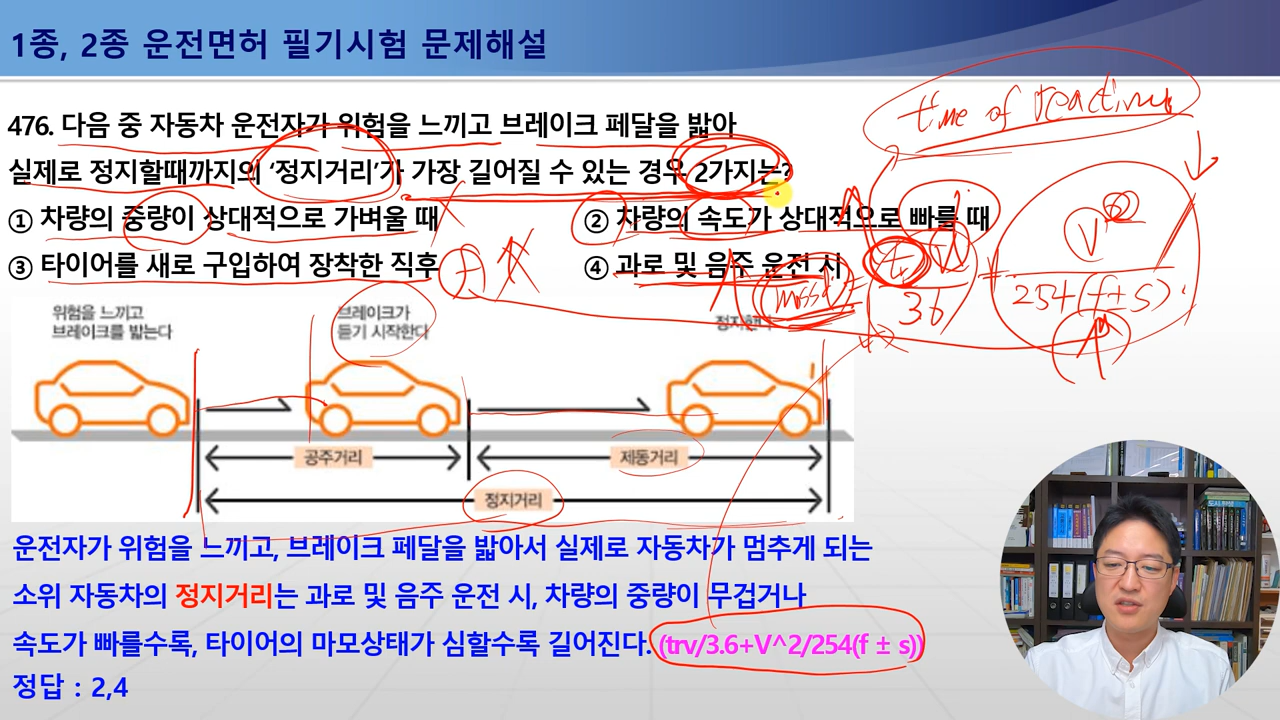 1종, 2종 운전면허 필기시험 문제해설
time of reaction
476. 다음 중 자동차 운전자가 위험을 느끼고 브레이크 페달을 밟아
실제로 정지할때까지의 '정지거리'가 가장 길어질 수 있는 경우 2가지는?
① 차량의 중량이 상대적으로 가벼울 때
② 차량의 속도가 상대적으로 빠를 때
③ 타이어를 새로 구입하여 장착한 직후
④ 과로 및 음주 운전 시
V
36
254(f±s)
위험을 느끼고
브레이크를 밟는다
브레이크가
듣기 시작한다
공주거리
제동거리
정지거리
운전자가 위험을 느끼고, 브레이크 페달을 밟아서 실제로 자동차가 멈추게 되는
소위 자동차의 정지거리는 과로 및 음주 운전 시, 차량의 중량이 무겁거나
속도가 빠를수록, 타이어의 마모상태가 심할수록 길어진다. (trv/3.6+V^2/254(f ± s))
정답 : 2,4